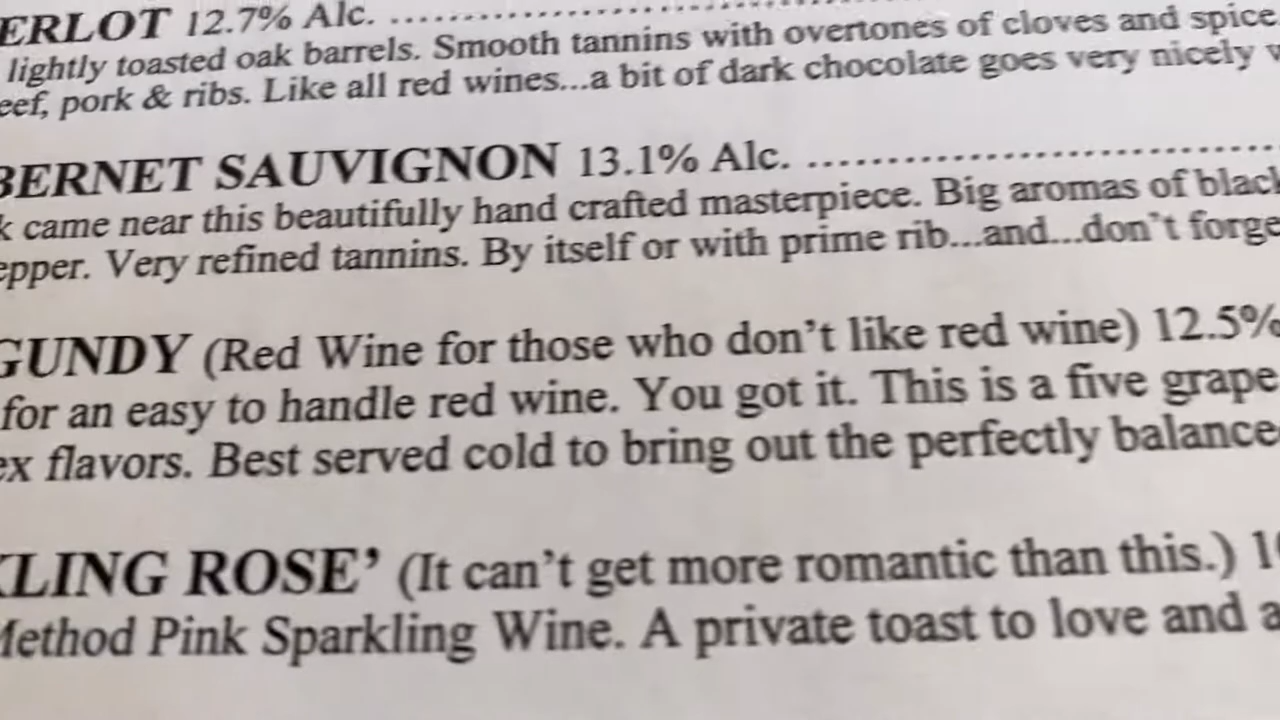 ERLOT 12.7% Alc. ........................................
lightly toasted oak barrels. Smooth tannins with overtones of cloves and spice
eef, pork & ribs. Like all red wines...a bit of dark chocolate goes very nicely
BERNET SAUVIGNON 13.1% Alc. ........................................
k came near this beautifully hand crafted masterpiece. Big aromas of black
epper. Very refined tannins. By itself or with prime rib...and...don't forge
GUNDY (Red Wine for those who don't like red wine) 12.5%
for an easy to handle red wine. You got it. This is a five grape
ex flavors. Best served cold to bring out the perfectly balance
KLING ROSE' (It can't get more romantic than this.) 1
Method Pink Sparkling Wine. A private toast to love and a